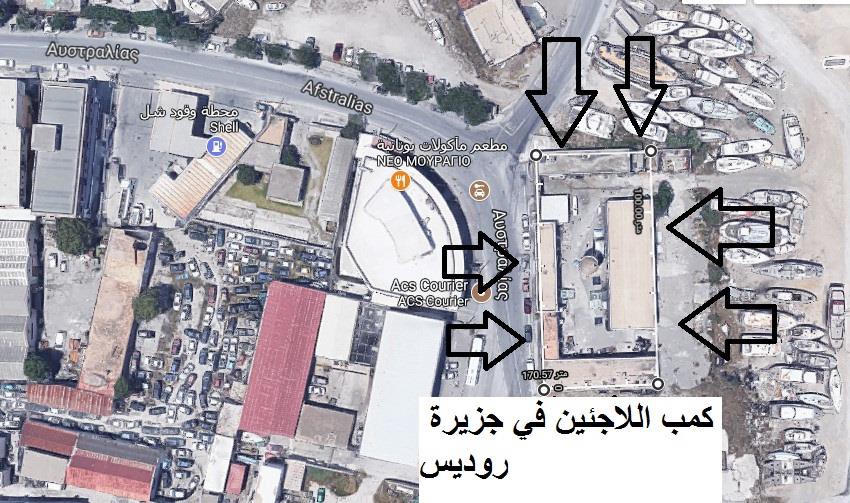 Αυστραλίας
Afstralias
محطة وقود شل
Shell
مطعم مأكولات يونانية
ΝΕΟ ΜΟΥΡΑΓΙΟ
Αυστραλίας
Acs Courier
ACS Courier
100.00 متر
170.57 متر
0
كمب اللاجئين في جزيرة
روديس